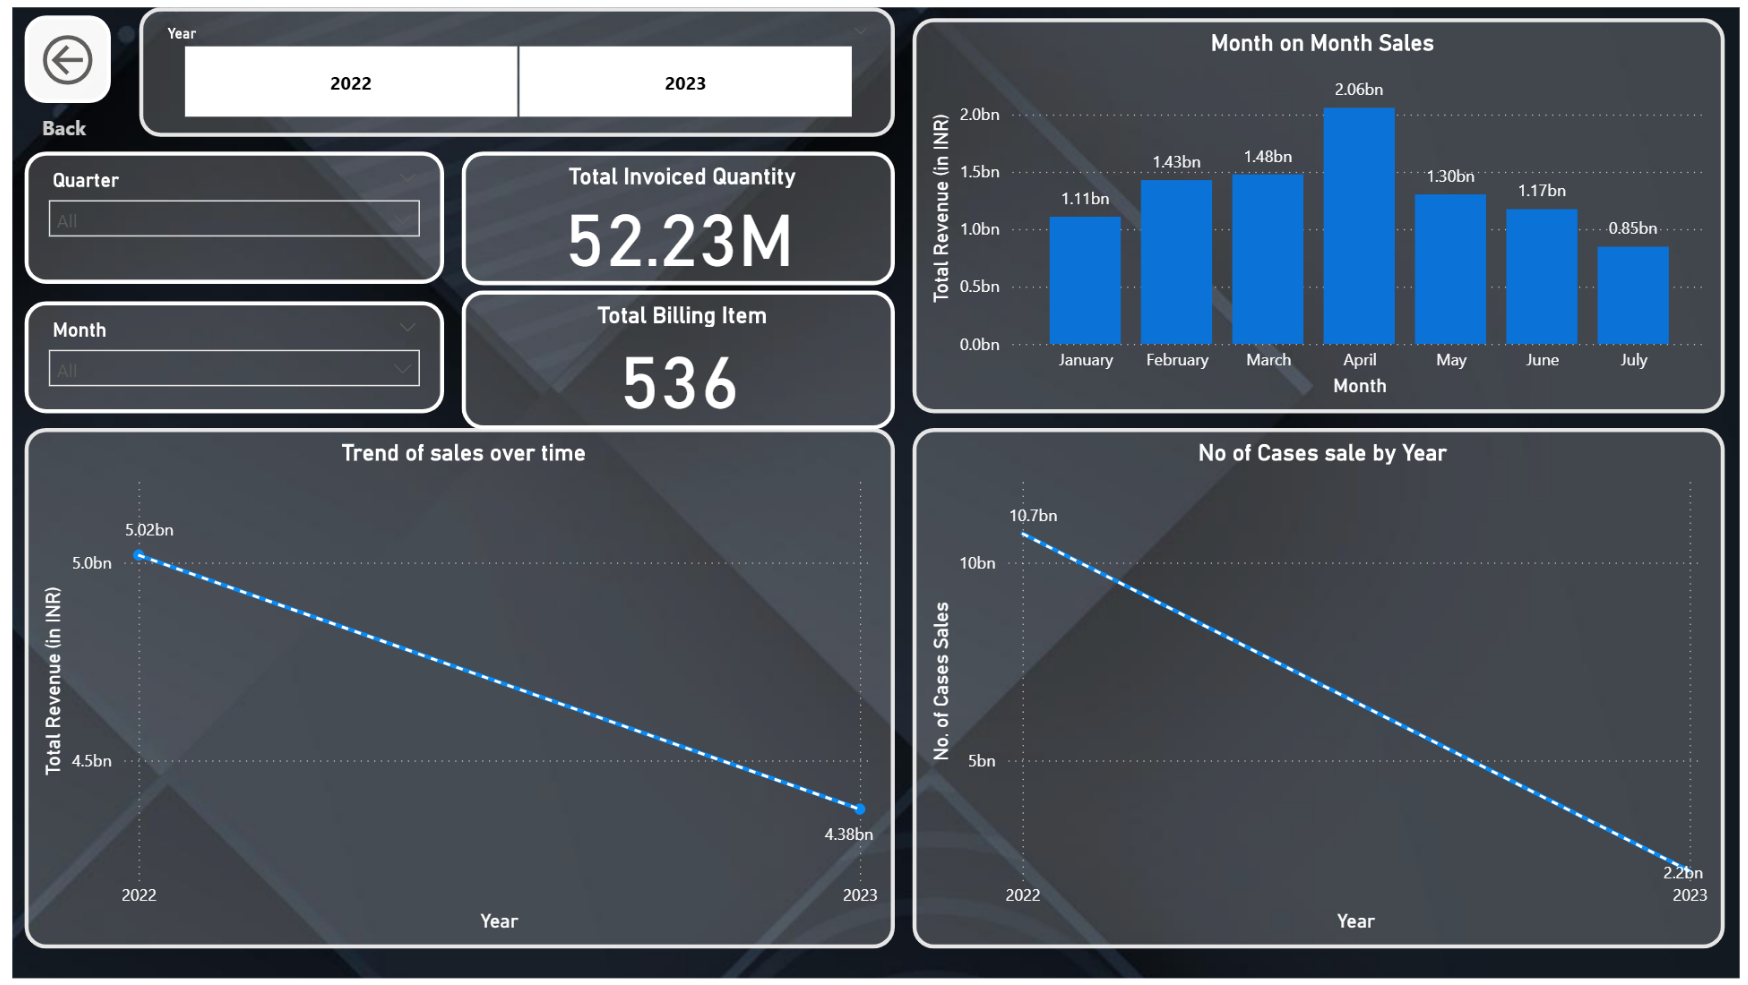 Back
Year
2022
2023
Quarter
All
Month
All
Total Invoiced Quantity
52.23M
Total Billing Item
536
Month on Month Sales
Total Revenue (in INR)
2.0bn
1.5bn
1.0bn
0.5bn
0.0bn
1.11bn
1.43bn
1.48bn
2.06bn
1.30bn
1.17bn
0.85bn
January
February
March
April
May
June
July
Month
Trend of sales over time
Total Revenue (in INR)
5.0bn
4.5bn
5.02bn
4.38bn
2022
2023
Year
No of Cases sale by Year
No. of Cases Sales
10bn
5bn
10.7bn
2.2bn
2022
2023
Year